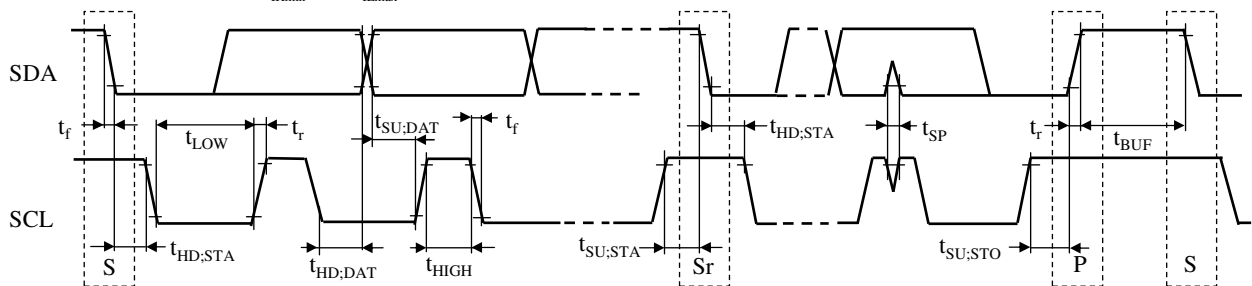 SDA
t_f
t_LOW
t_r
t_SU;DAT
t_f
t_HD;STA
t_SP
t_r
t_BUF
SCL
t_HD;STA
t_HD;DAT
t_HIGH
t_SU;STA
t_SU;STO
S
Sr
P
S